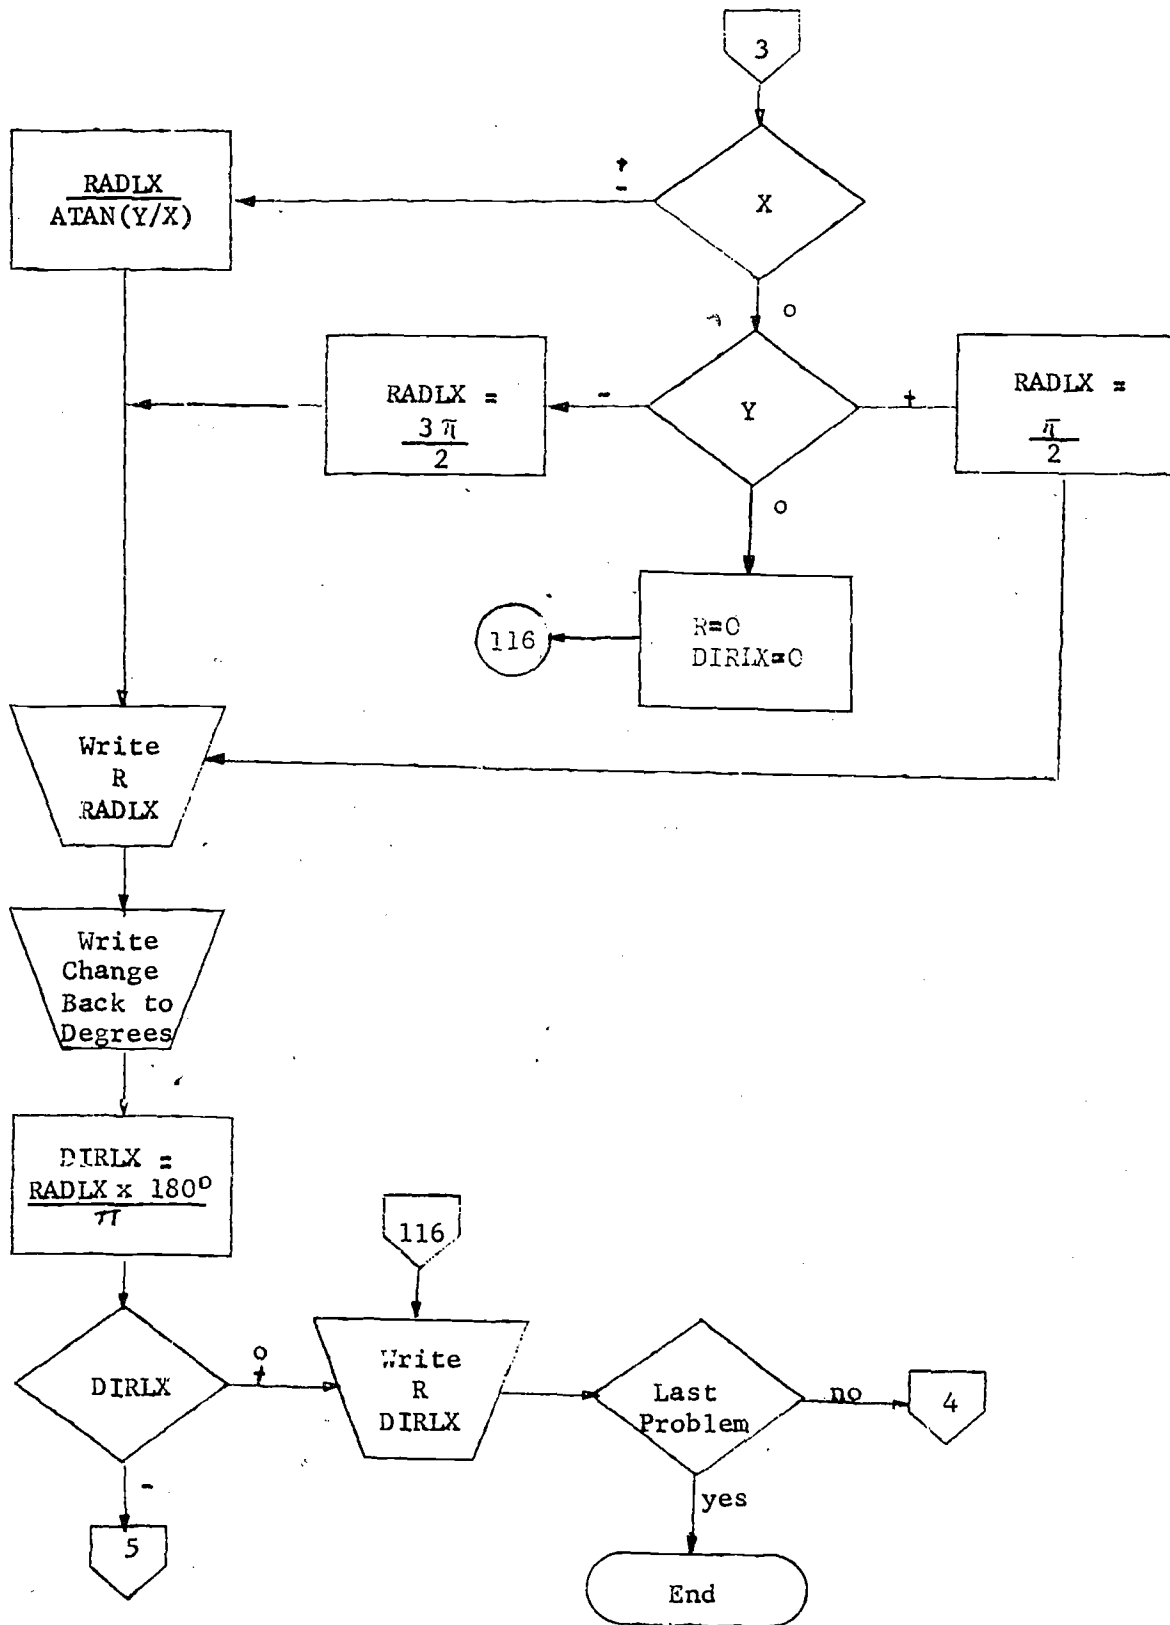 3
+
-
X
RADLX
ATAN(Y/X)
o
RADLX =
3π
2
-
Y
+
RADLX =
π
2
o
R=0
DIRLX=0
116
Write
R
RADLX
Write
Change
Back to
Degrees
DIRLX =
RADLX x 180°
π
116
DIRLX
o
+
Write
R
DIRLX
Last
Problem
no
4
-
yes
5
End